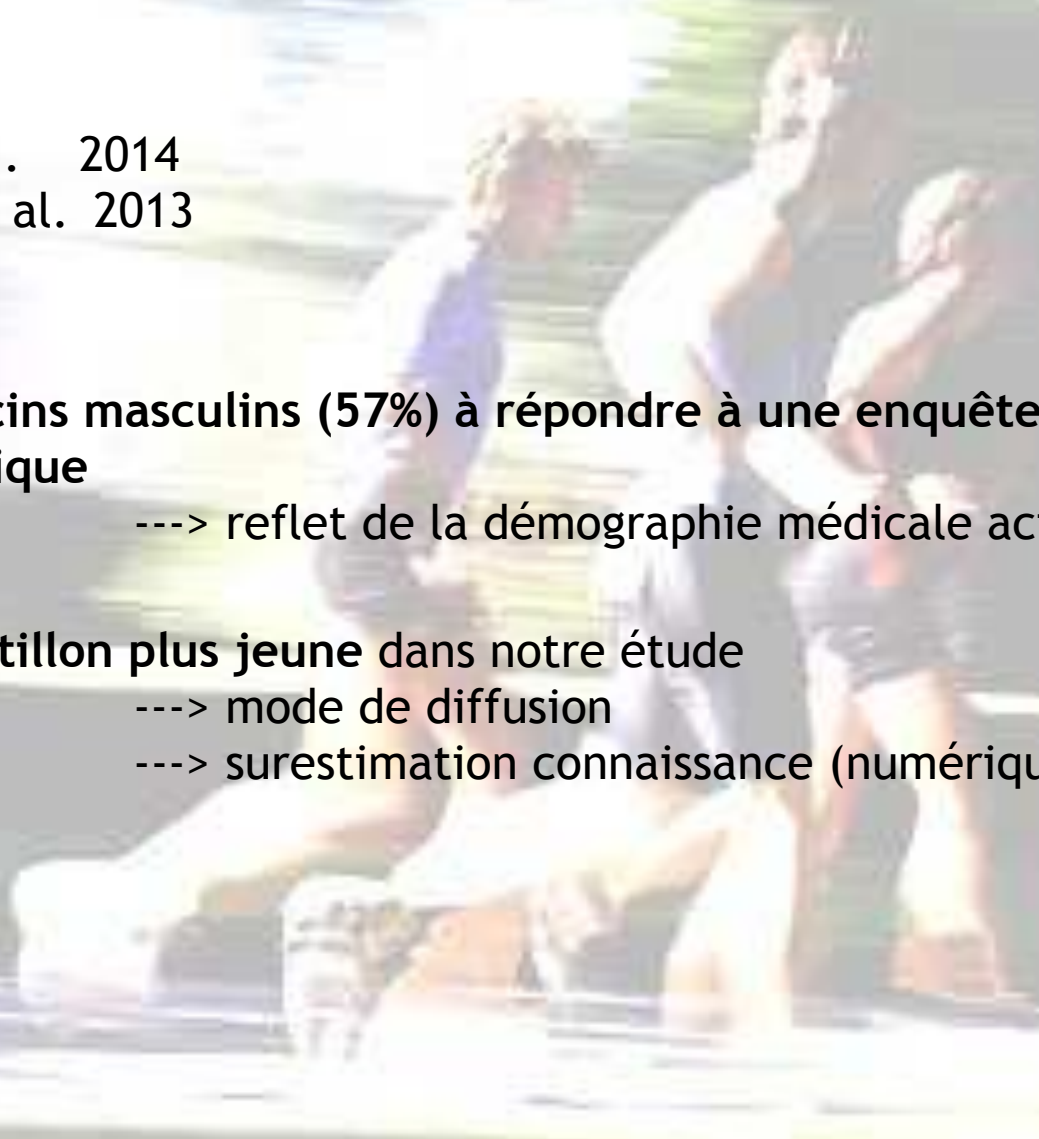 . 2014
al. 2013
cins masculins (57%) à répondre à une enquête
ique
---> reflet de la démographie médicale act
tillon plus jeune dans notre étude
---> mode de diffusion
---> surestimation connaissance (numériqu